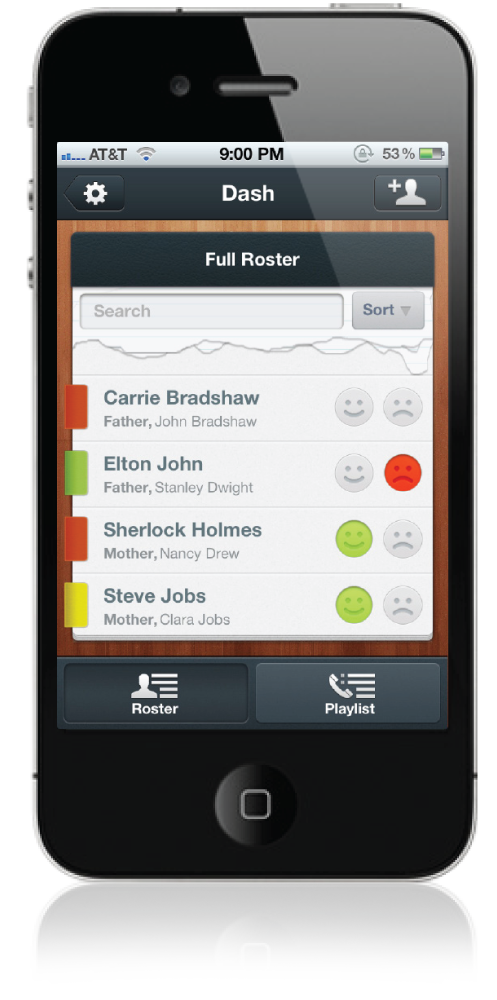 AT&T 9:00 PM 53%
Dash
Full Roster
Search Sort
Carrie Bradshaw
Father, John Bradshaw
Elton John
Father, Stanley Dwight
Sherlock Holmes
Mother, Nancy Drew
Steve Jobs
Mother, Clara Jobs
Roster Playlist